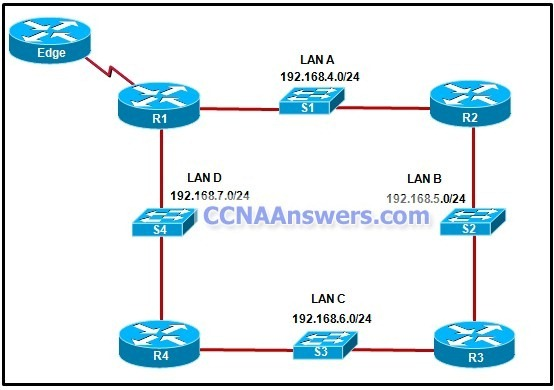 Edge
LAN A
192.168.4.0/24
R1
S1
R2
LAN D
192.168.7.0/24
LAN B
192.168.5.0/24
CCNAAnswers.com
S4
S2
LAN C
192.168.6.0/24
R4
S3
R3